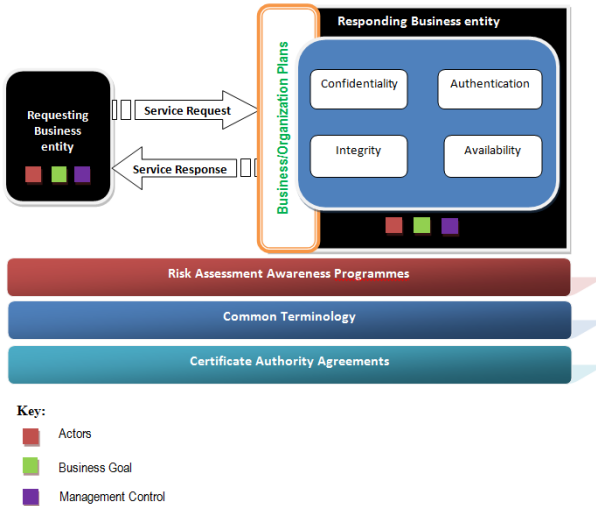 Responding Business entity
Business/Organization Plans
Confidentiality
Authentication
Requesting
Business
entity
Service Request
Integrity
Availability
Service Response
Risk Assessment Awareness Programmes
Common Terminology
Certificate Authority Agreements
Key:
Actors
Business Goal
Management Control